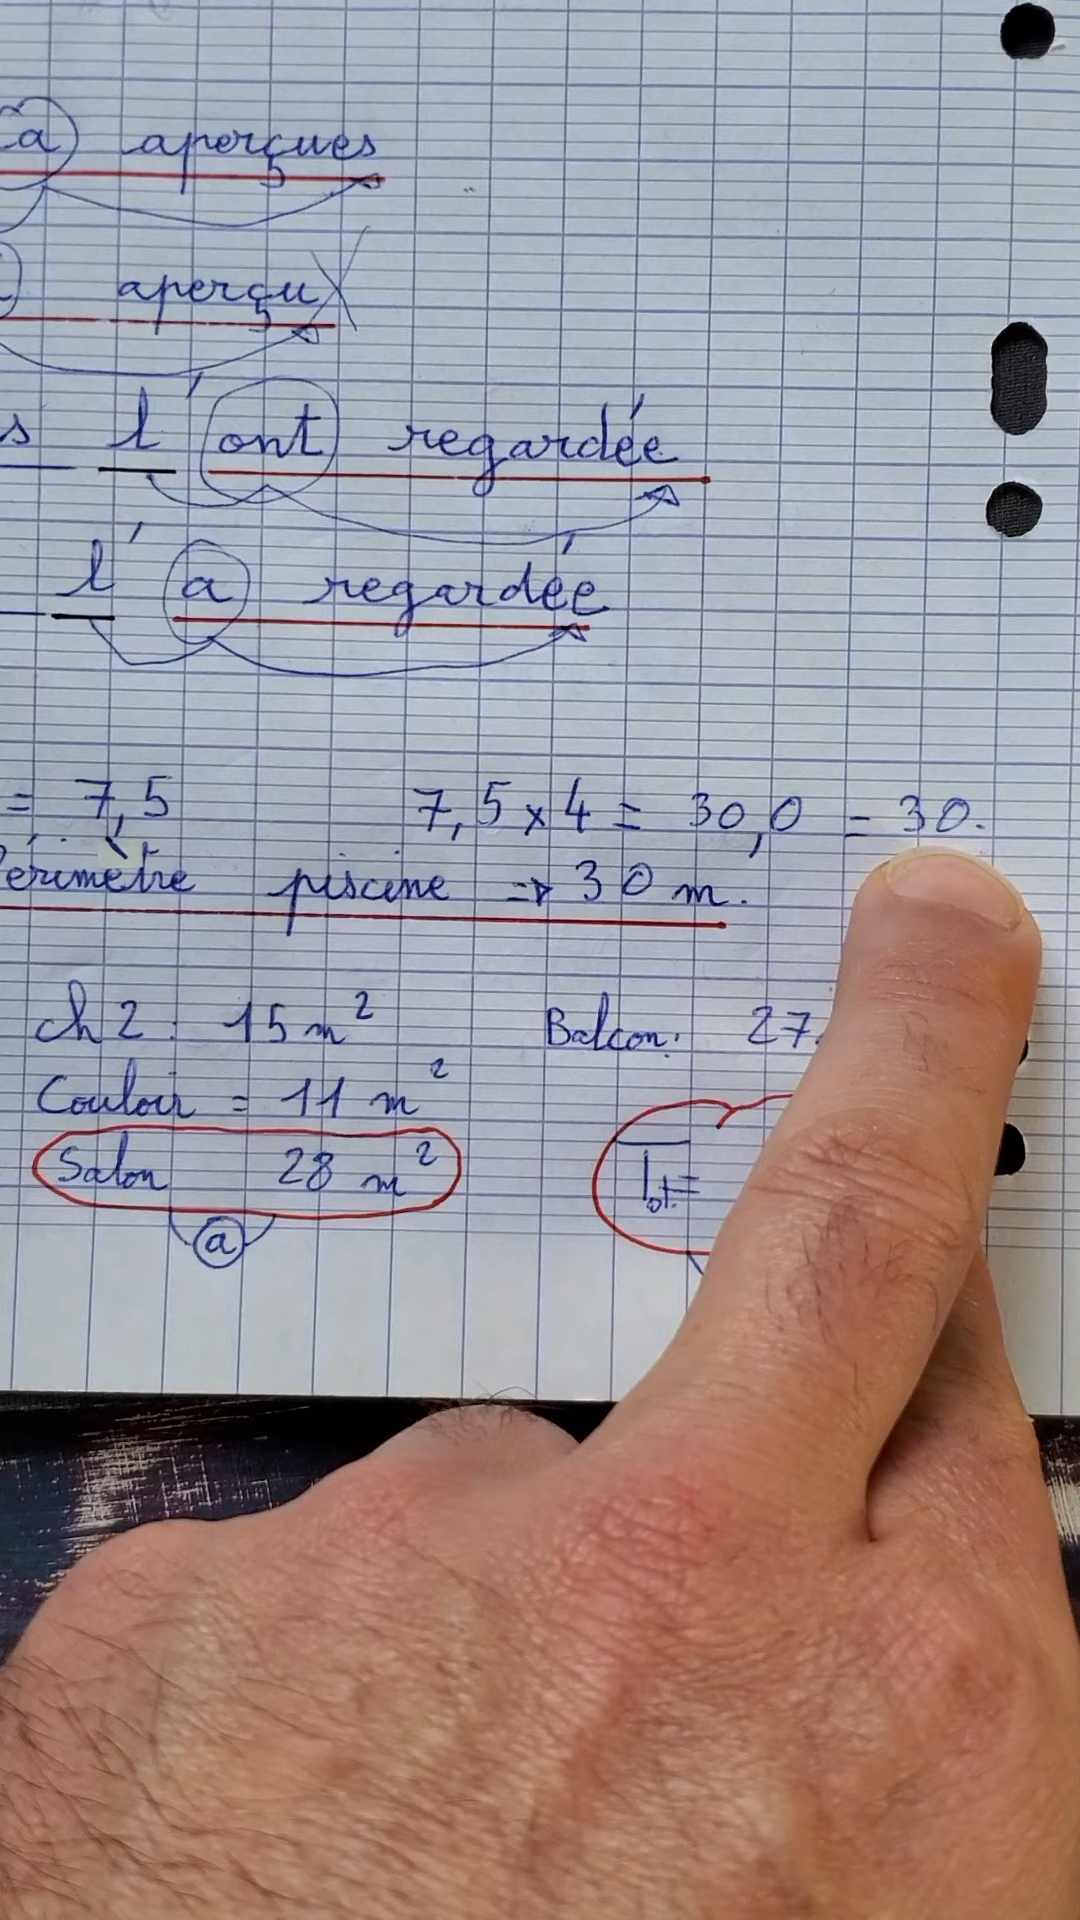 a aperçues
aperçu
s l'ont regardée
l'a regardée
= 7,5 7,5 x 4 = 30,0 = 30.
Périmètre piscine => 30 m.
ch 2 : 15 m² Balcon: 27
Couloir = 11 m²
Salon 28 m² Tot=
a